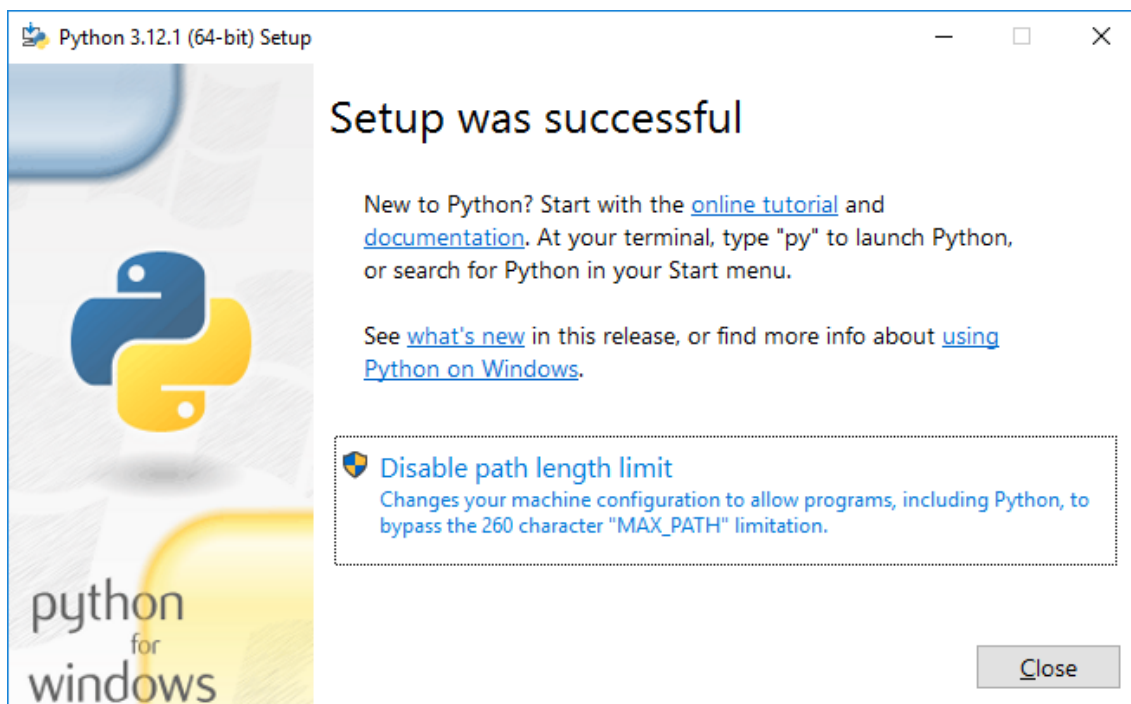 Python 3.12.1 (64-bit) Setup
Setup was successful
New to Python? Start with the online tutorial and
documentation. At your terminal, type "py" to launch Python,
or search for Python in your Start menu.
See what's new in this release, or find more info about using
Python on Windows.
Disable path length limit
Changes your machine configuration to allow programs, including Python, to
bypass the 260 character "MAX_PATH" limitation.
python
for
windows
Close